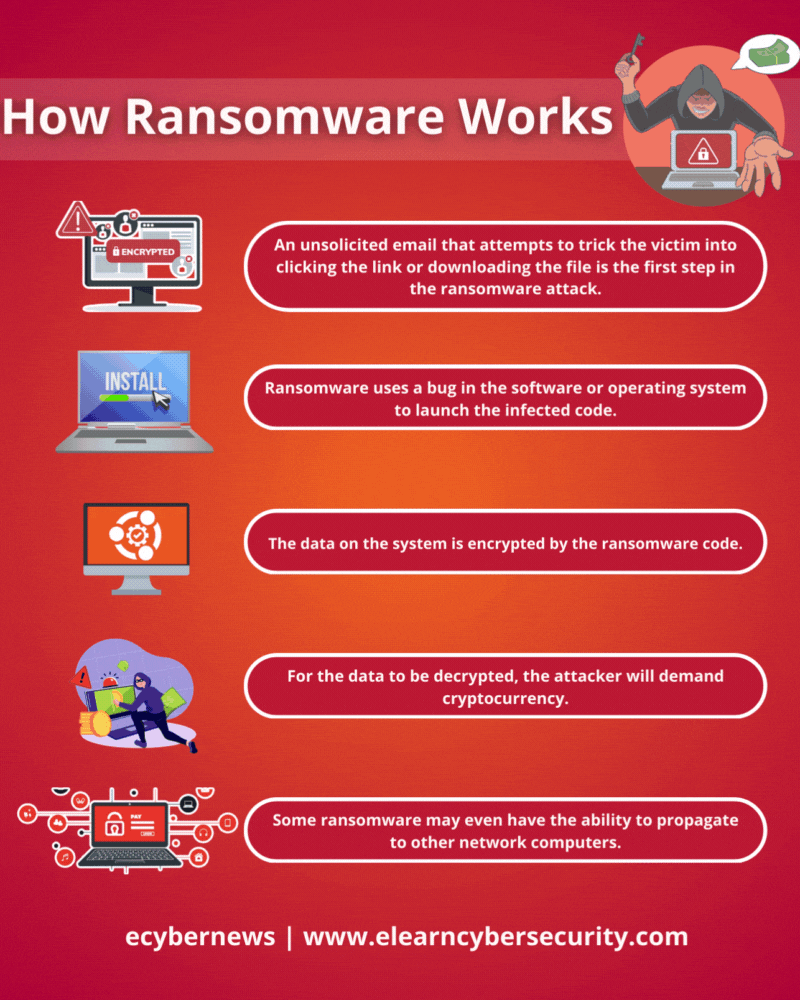 How Ransomware Works
ENCRYPTED
An unsolicited email that attempts to trick the victim into
clicking the link or downloading the file is the first step in
the ransomware attack.
INSTALL
Ransomware uses a bug in the software or operating system
to launch the infected code.
The data on the system is encrypted by the ransomware code.
For the data to be decrypted, the attacker will demand
cryptocurrency.
PAY
Some ransomware may even have the ability to propagate
to other network computers.
ecybernews | www.elearncybersecurity.com